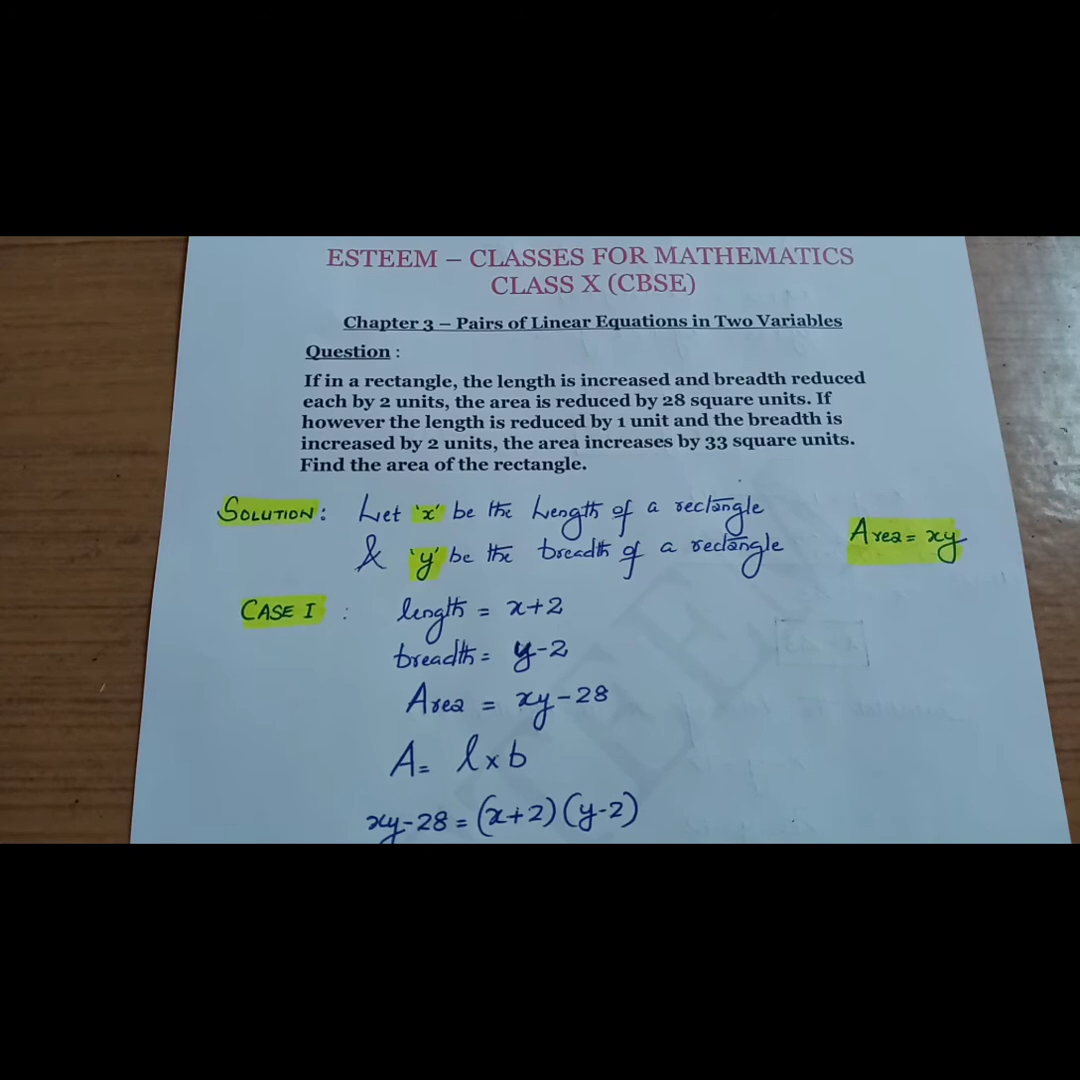 ESTEEM – CLASSES FOR MATHEMATICS
CLASS X (CBSE)
Chapter 3 – Pairs of Linear Equations in Two Variables
Question :
If in a rectangle, the length is increased and breadth reduced
each by 2 units, the area is reduced by 28 square units. If
however the length is reduced by 1 unit and the breadth is
increased by 2 units, the area increases by 33 square units.
Find the area of the rectangle.
SOLUTION: Let 'x' be the Length of a rectangle
& 'y' be the breadth of a rectangle
Area = xy
CASE I : length = x+2
breadth = y-2
Area = xy-28
A= l×b
xy-28 = (x+2)(y-2)